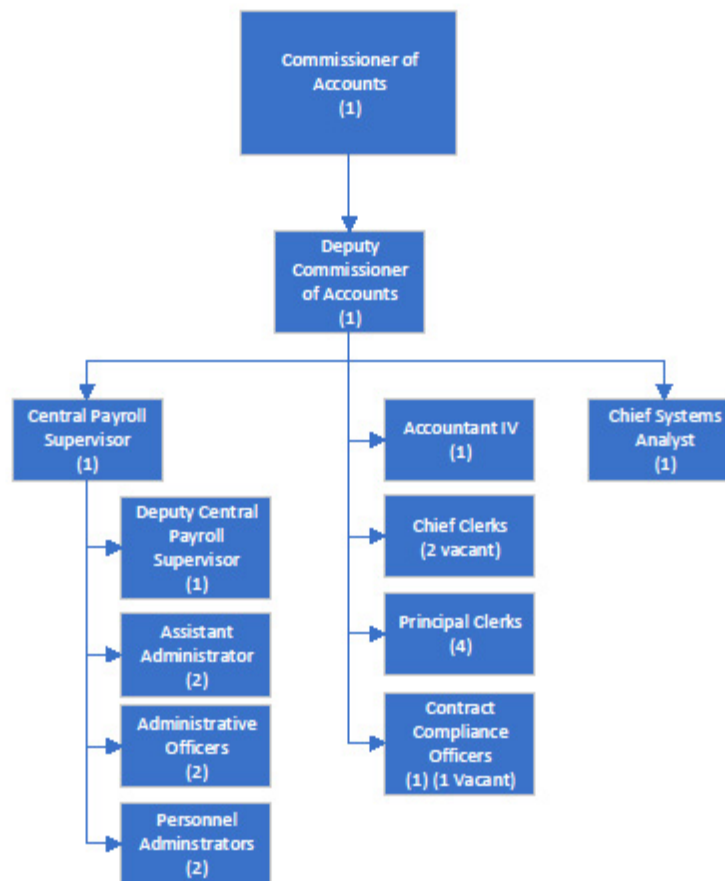 Commissioner of
Accounts
(1)
Deputy
Commissioner
of Accounts
(1)
Central Payroll
Supervisor
(1)
Deputy Central
Payroll
Supervisor
(1)
Assistant
Administrator
(2)
Administrative
Officers
(2)
Personnel
Adminstrators
(2)
Accountant IV
(1)
Chief Clerks
(2 vacant)
Principal Clerks
(4)
Contract
Compliance
Officers
(1) (1 Vacant)
Chief Systems
Analyst
(1)